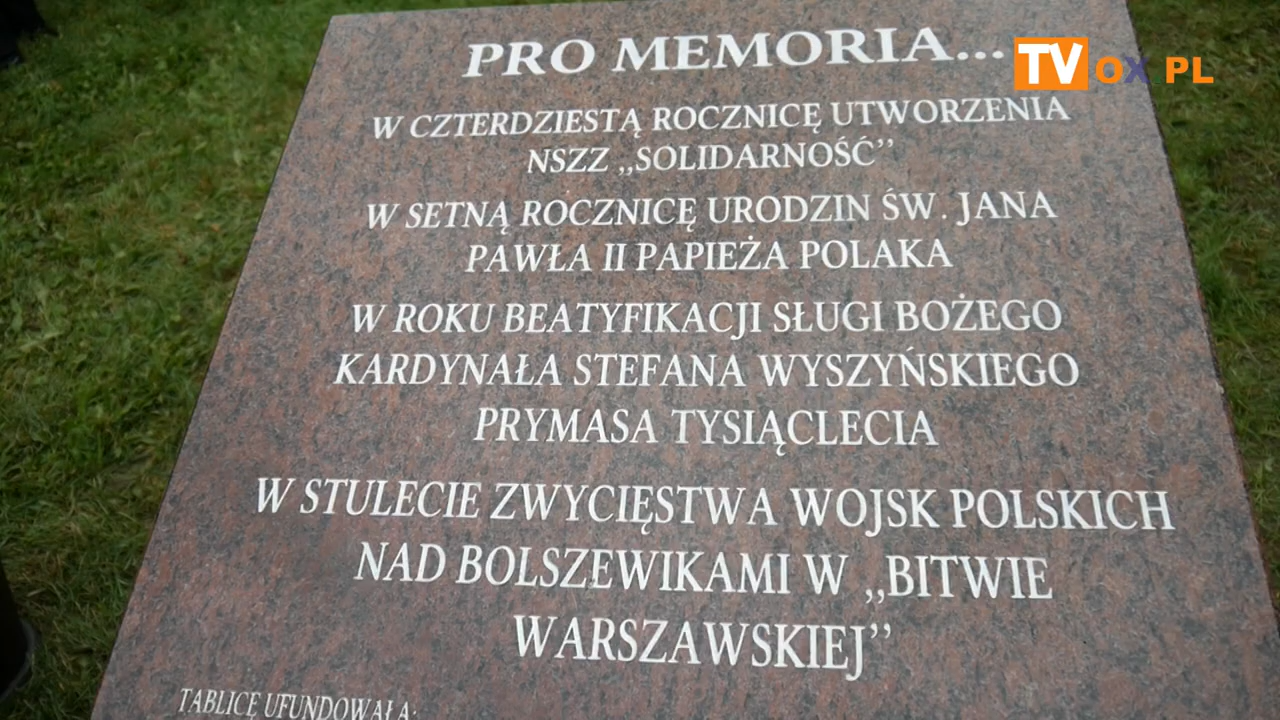 PRO MEMORIA...
TVOX.PL
W CZTERDZIESTĄ ROCZNICĘ UTWORZENIA
NSZZ „SOLIDARNOŚĆ”
W SETNĄ ROCZNICĘ URODZIN ŚW. JANA
PAWŁA II PAPIEŻA POLAKA
W ROKU BEATYFIKACJI SŁUGI BOŻEGO
KARDYNAŁA STEFANA WYSZYŃSKIEGO
PRYMASA TYSIĄCLECIA
W STULECIE ZWYCIĘSTWA WOJSK POLSKICH
NAD BOLSZEWIKAMI W „BITWIE
WARSZAWSKIEJ”
TABLICĘ UFUNDOWAŁA: